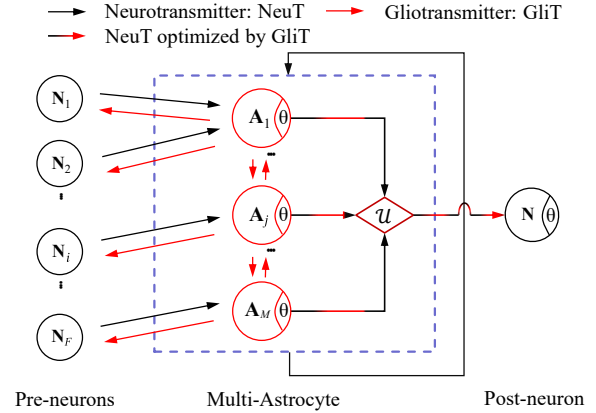 Neurotransmitter: NeuT
Gliotransmitter: GliT
NeuT optimized by GliT
N1
A1 θ
N2
...
Aj θ
𝒰
N θ
Ni
...
AM θ
NF
Pre-neurons
Multi-Astrocyte
Post-neuron